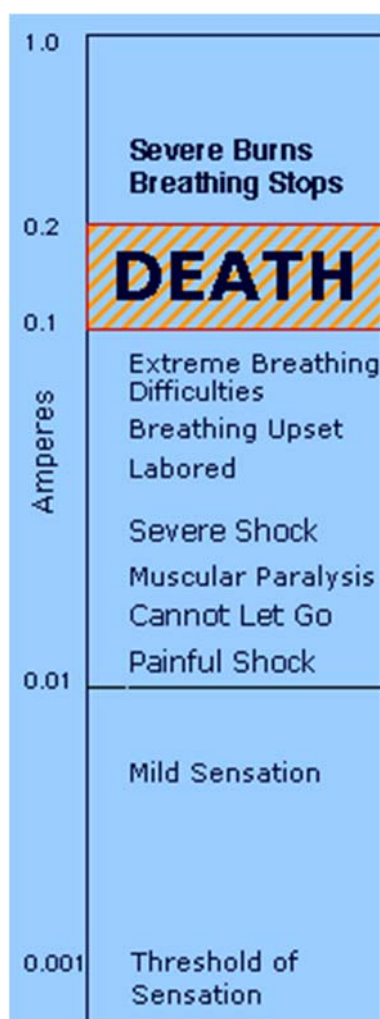 1.0
Severe Burns
Breathing Stops
0.2
DEATH
0.1
Extreme Breathing
Difficulties
Breathing Upset
Labored
Amperes
Severe Shock
Muscular Paralysis
Cannot Let Go
Painful Shock
0.01
Mild Sensation
0.001
Threshold of
Sensation